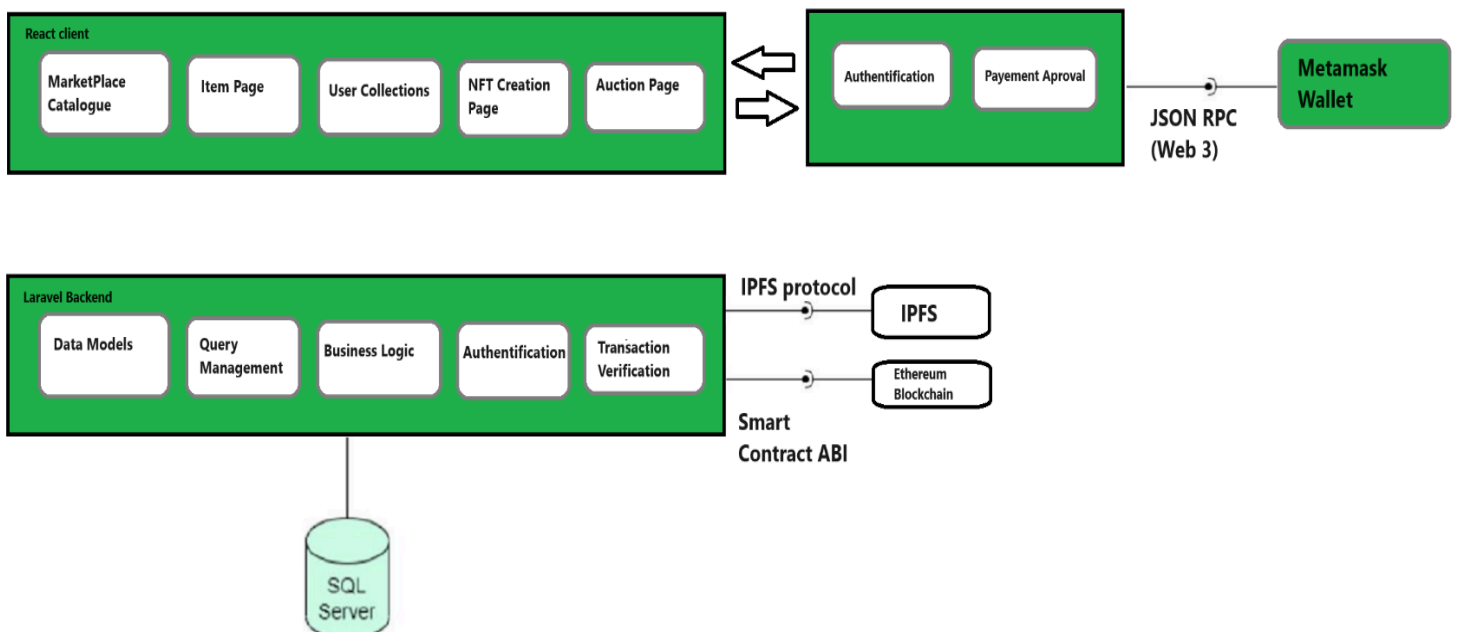 React client
MarketPlace
Catalogue
Item Page
User Collections
NFT Creation
Page
Auction Page
Authentification
Payement Aproval
JSON RPC
(Web 3)
Metamask
Wallet
Laravel Backend
Data Models
Query
Management
Business Logic
Authentification
Transaction
Verification
IPFS protocol
IPFS
Ethereum
Blockchain
Smart
Contract ABI
SQL
Server